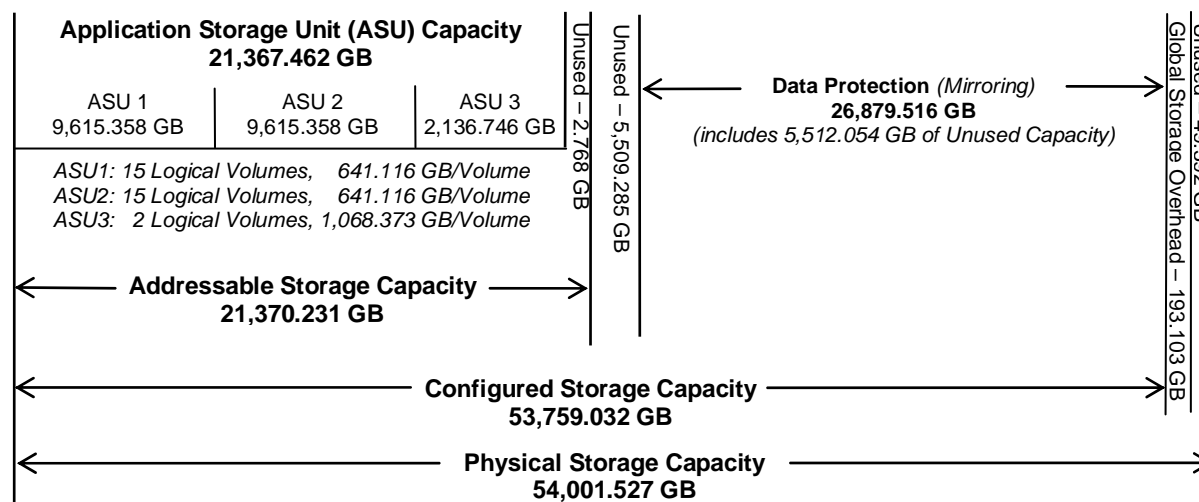 Application Storage Unit (ASU) Capacity
21,367.462 GB
ASU 1
9,615.358 GB
ASU 2
9,615.358 GB
ASU 3
2,136.746 GB
ASU1: 15 Logical Volumes, 641.116 GB/Volume
ASU2: 15 Logical Volumes, 641.116 GB/Volume
ASU3: 2 Logical Volumes, 1,068.373 GB/Volume
Unused – 2.768 GB
Unused – 5,509.285 GB
Data Protection (Mirroring)
26,879.516 GB
(includes 5,512.054 GB of Unused Capacity)
Global Storage Overhead – 193.103 GB
Addressable Storage Capacity
21,370.231 GB
Configured Storage Capacity
53,759.032 GB
Physical Storage Capacity
54,001.527 GB